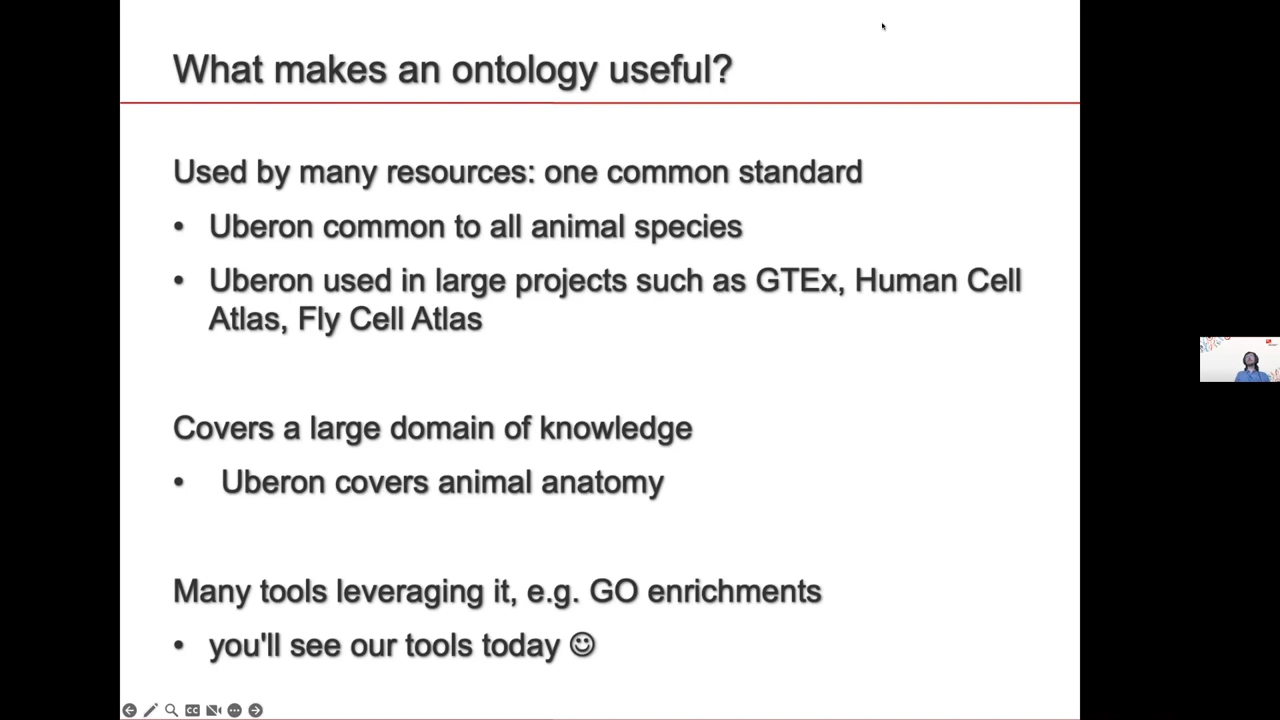 What makes an ontology useful?
Used by many resources: one common standard
• Uberon common to all animal species
• Uberon used in large projects such as GTEx, Human Cell
Atlas, Fly Cell Atlas
Covers a large domain of knowledge
• Uberon covers animal anatomy
Many tools leveraging it, e.g. GO enrichments
• you'll see our tools today ☺
CC